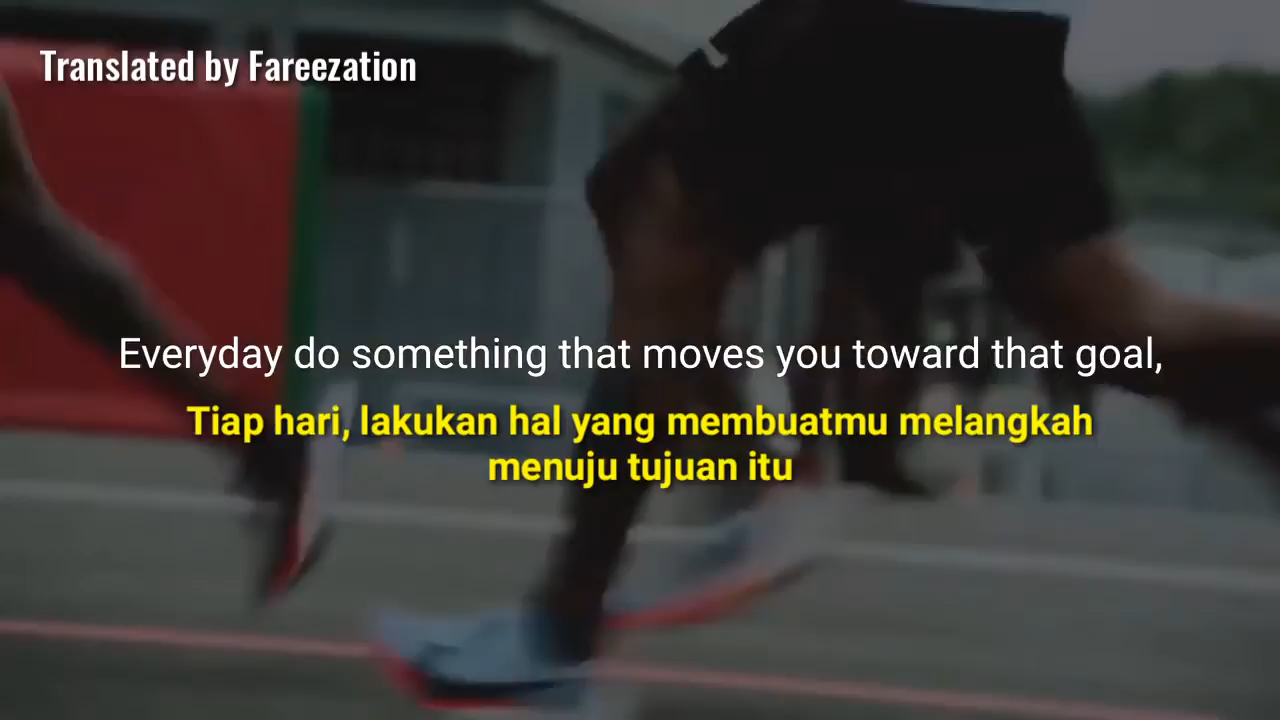 Translated by Fareezation
Everyday do something that moves you toward that goal,
Tiap hari, lakukan hal yang membuatmu melangkah
menuju tujuan itu